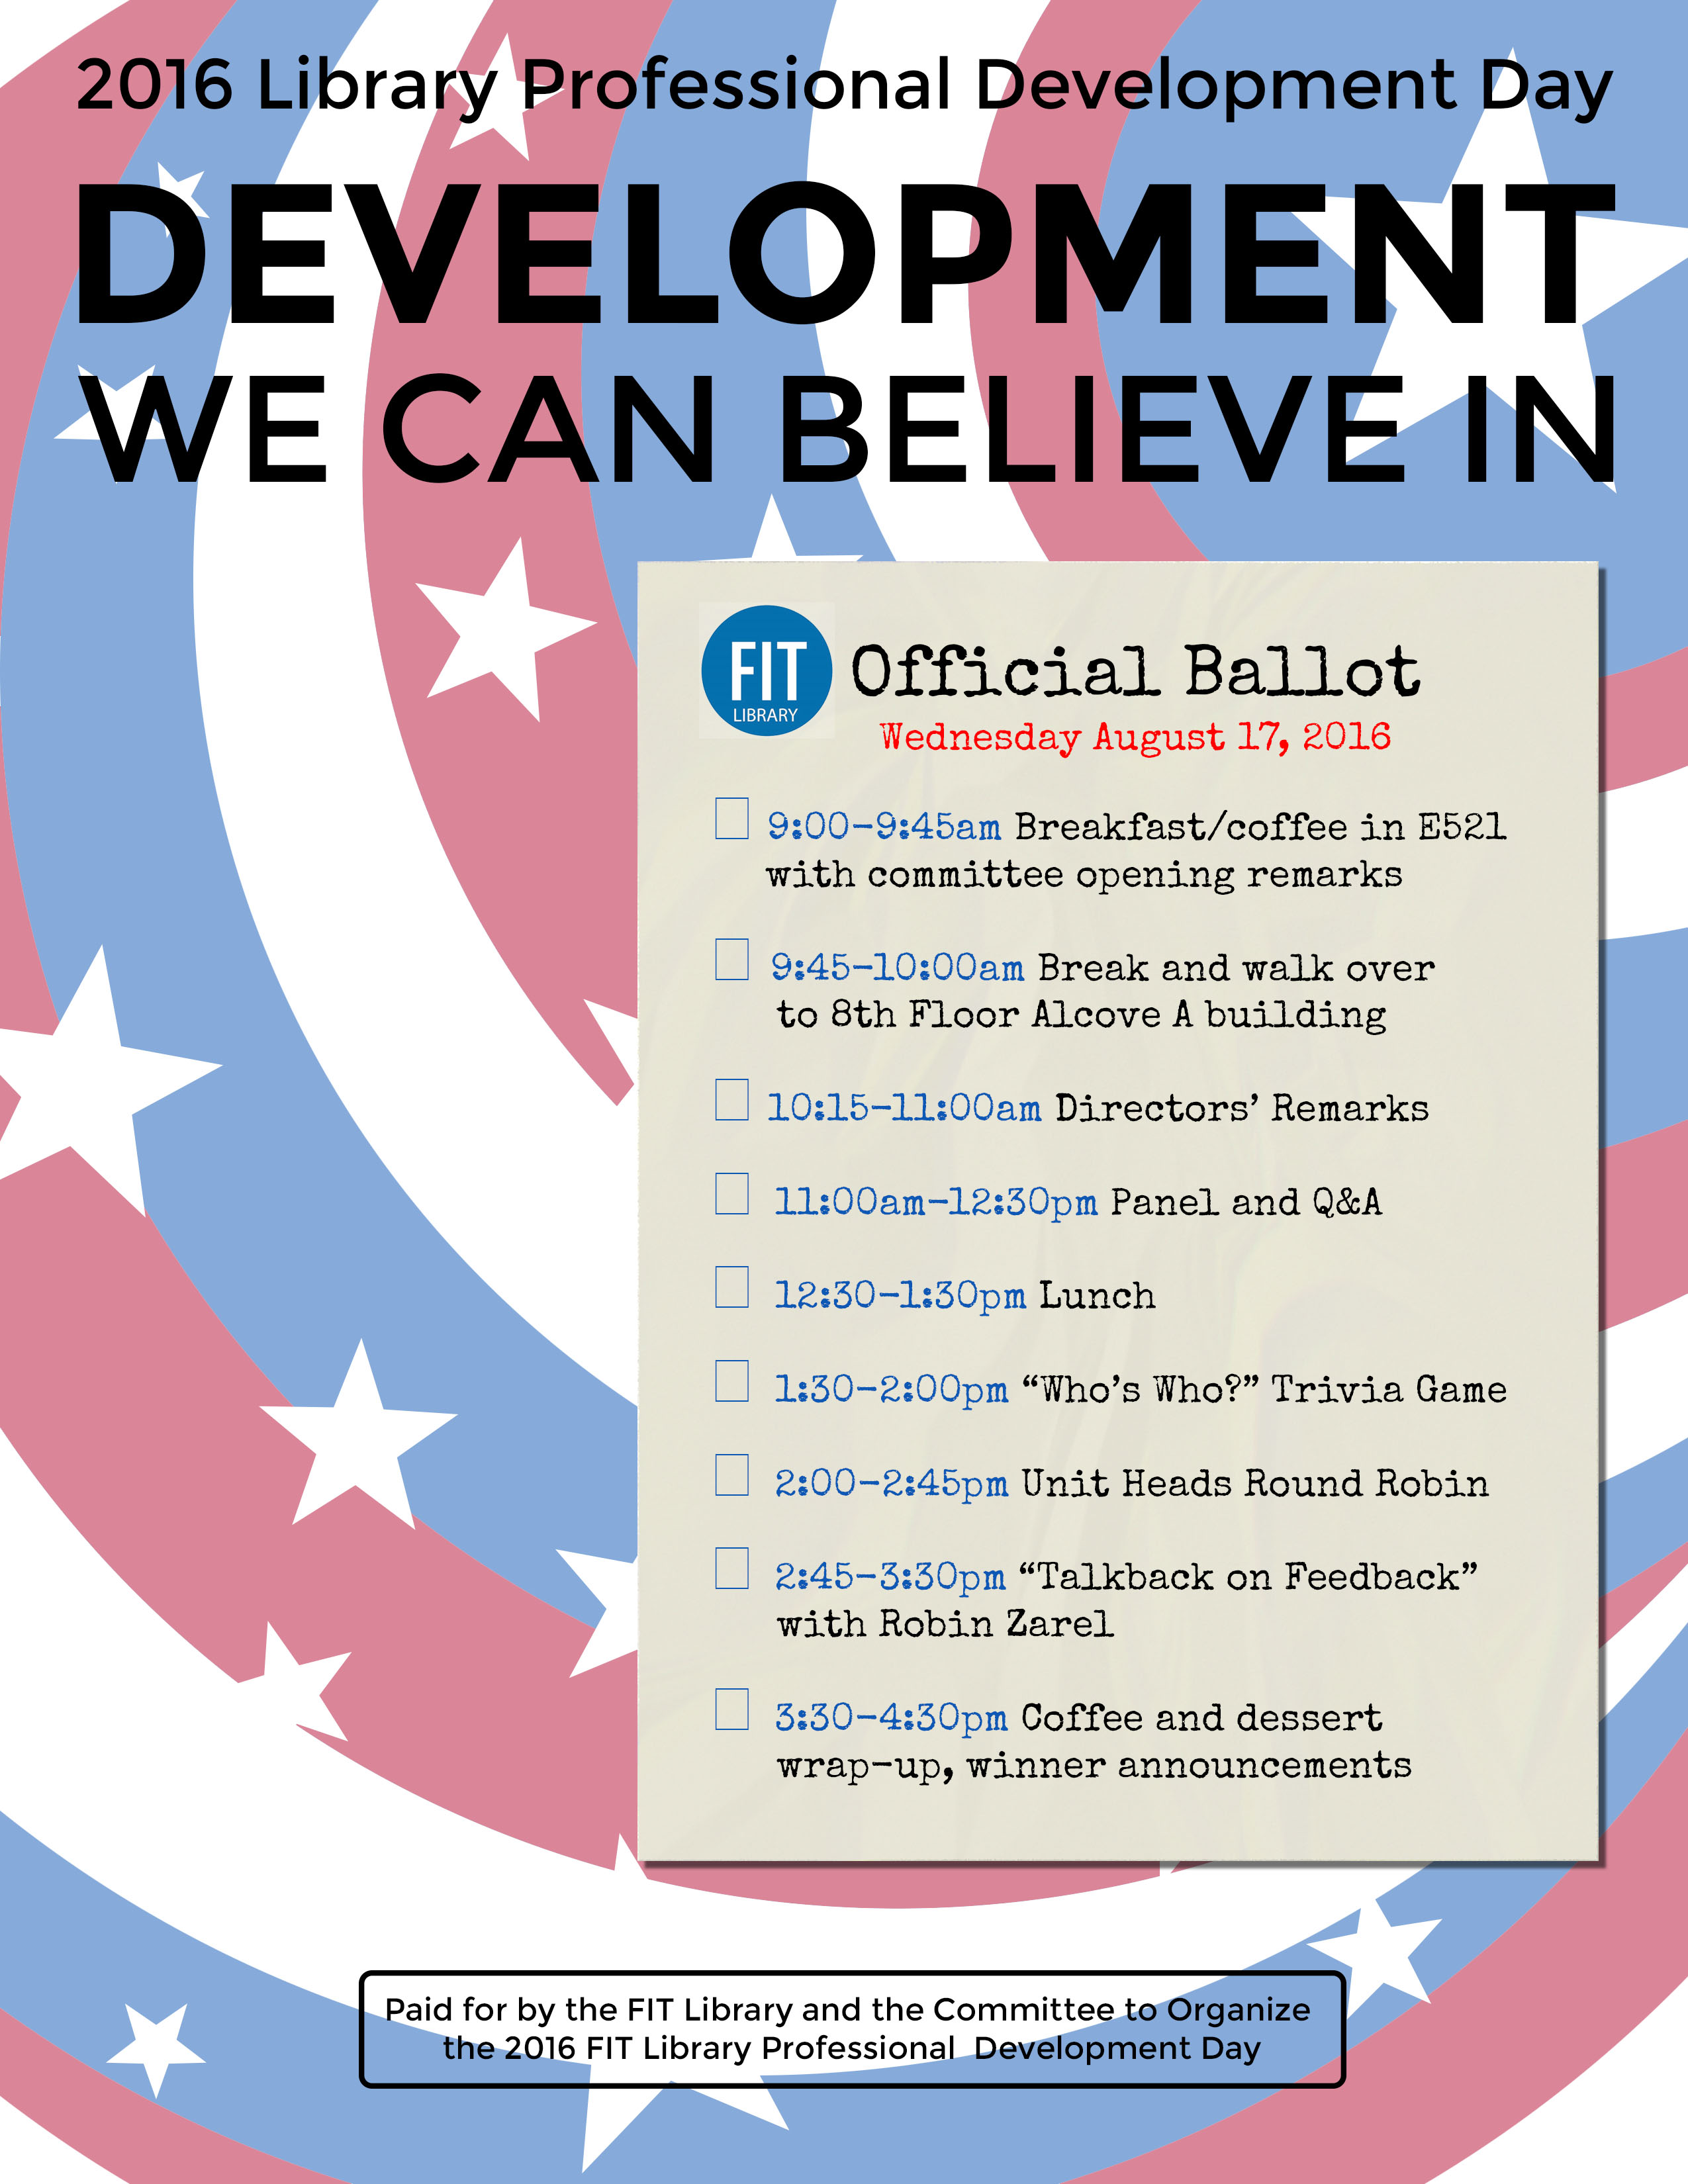 2016 Library Professional Development Day
DEVELOPMENT
WE CAN BELIEVE IN
FIT
LIBRARY
Official Ballot
Wednesday August 17, 2016
9:00-9:45am Breakfast/coffee in E521
with committee opening remarks
9:45-10:00am Break and walk over
to 8th Floor Alcove A building
10:15-11:00am Directors’ Remarks
11:00am-12:30pm Panel and Q&A
12:30-1:30pm Lunch
1:30-2:00pm “Who’s Who?” Trivia Game
2:00-2:45pm Unit Heads Round Robin
2:45-3:30pm “Talkback on Feedback”
with Robin Zarel
3:30-4:30pm Coffee and dessert
wrap-up, winner announcements
Paid for by the FIT Library and the Committee to Organize
the 2016 FIT Library Professional Development Day